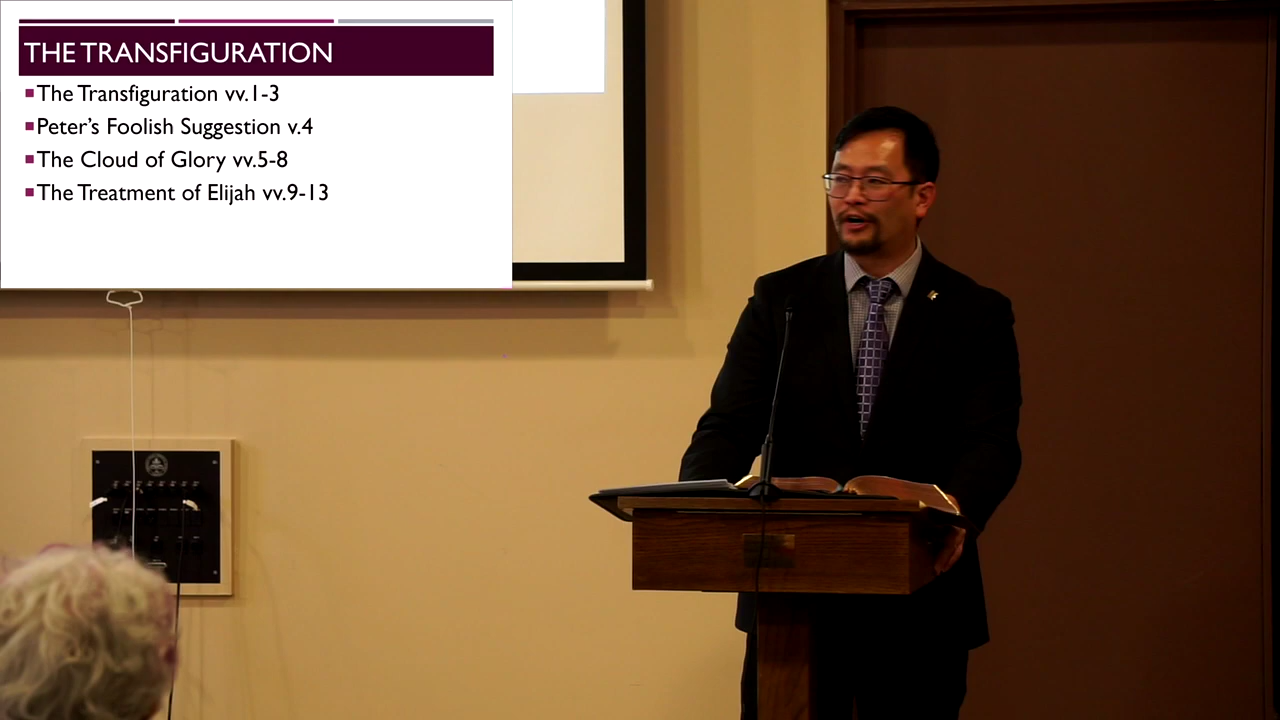 THE TRANSFIGURATION
The Transfiguration vv.1-3
Peter's Foolish Suggestion v.4
The Cloud of Glory vv.5-8
The Treatment of Elijah vv.9-13